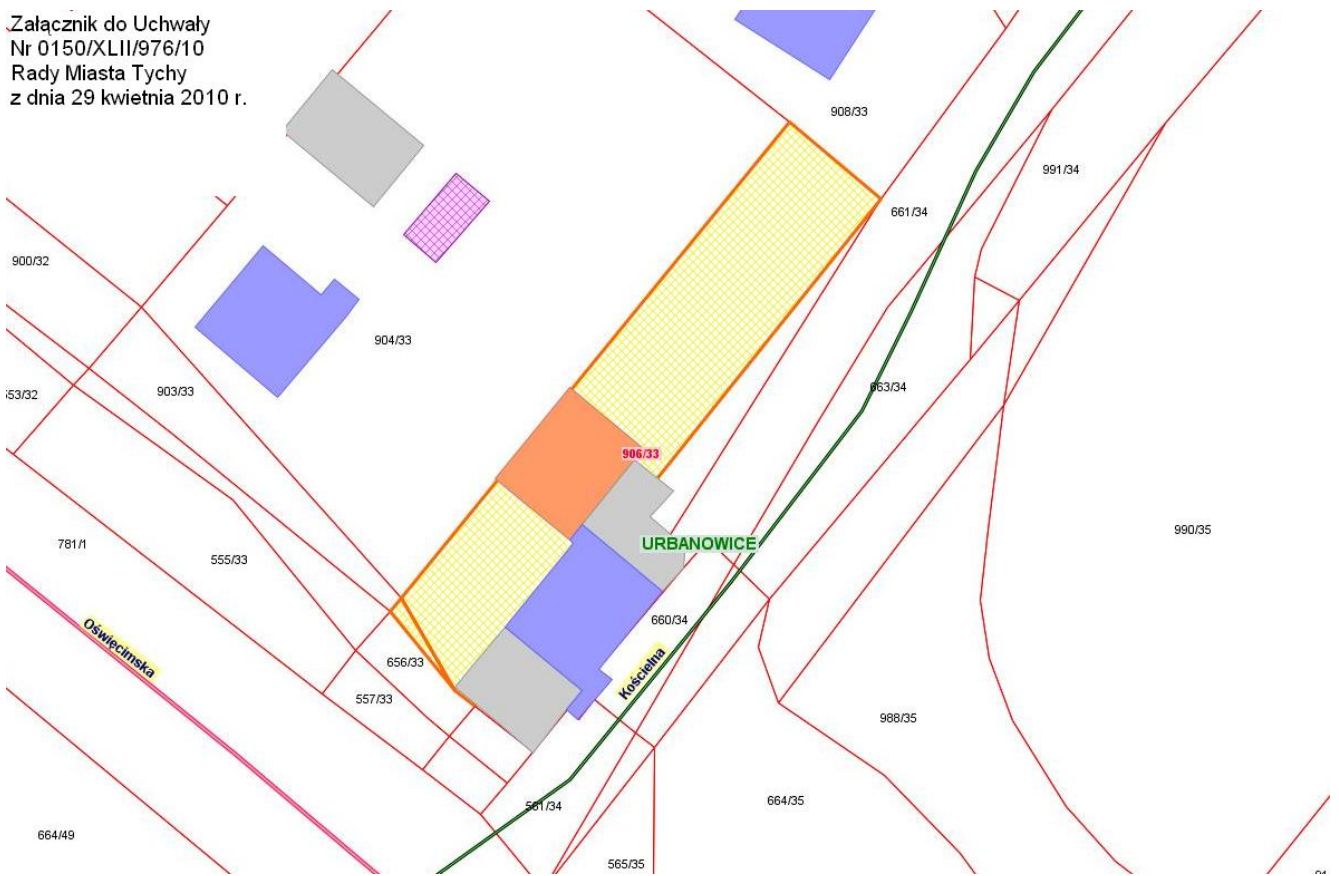 Załącznik do Uchwały
Nr 0150/XLII/976/10
Rady Miasta Tychy
z dnia 29 kwietnia 2010 r.
908/33
991/34
661/34
900/32
904/33
663/34
53/32
903/33
906/33
990/35
781/1
555/33
URBANOWICE
660/34
Oświęcimska
656/33
Kościelna
557/33
988/35
664/35
561/34
664/49
565/35